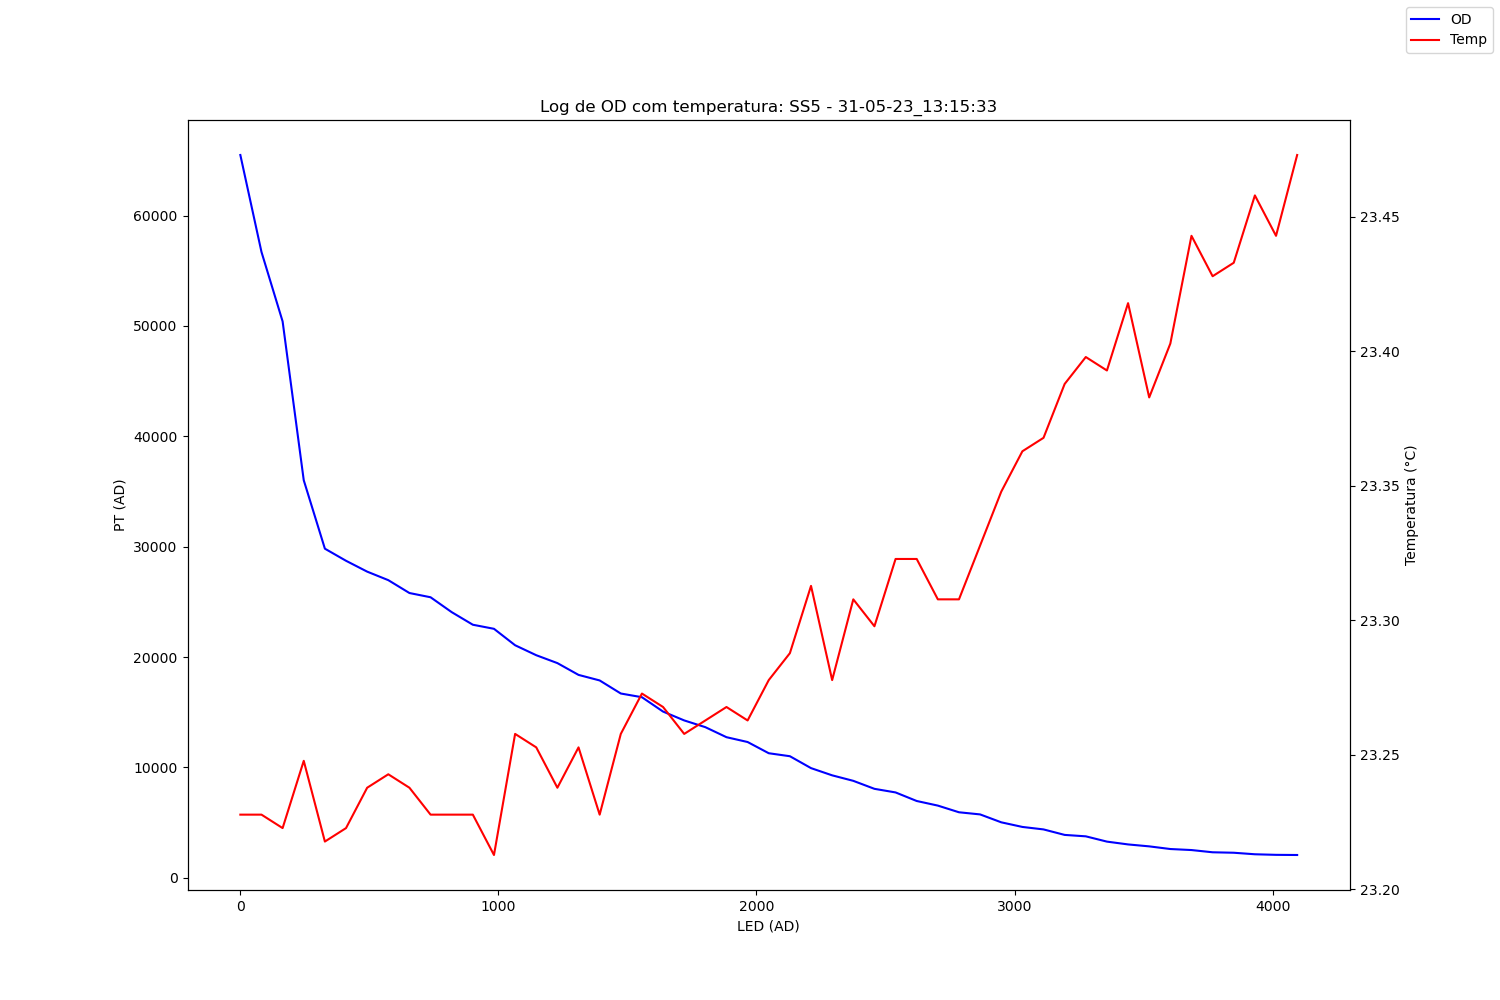 OD
Temp
Log de OD com temperatura: SS5 - 31-05-23_13:15:33
PT (AD)
60000
50000
40000
30000
20000
10000
0
23.45
23.40
23.35
23.30
23.25
23.20
Temperatura (°C)
0 1000 2000 3000 4000
LED (AD)